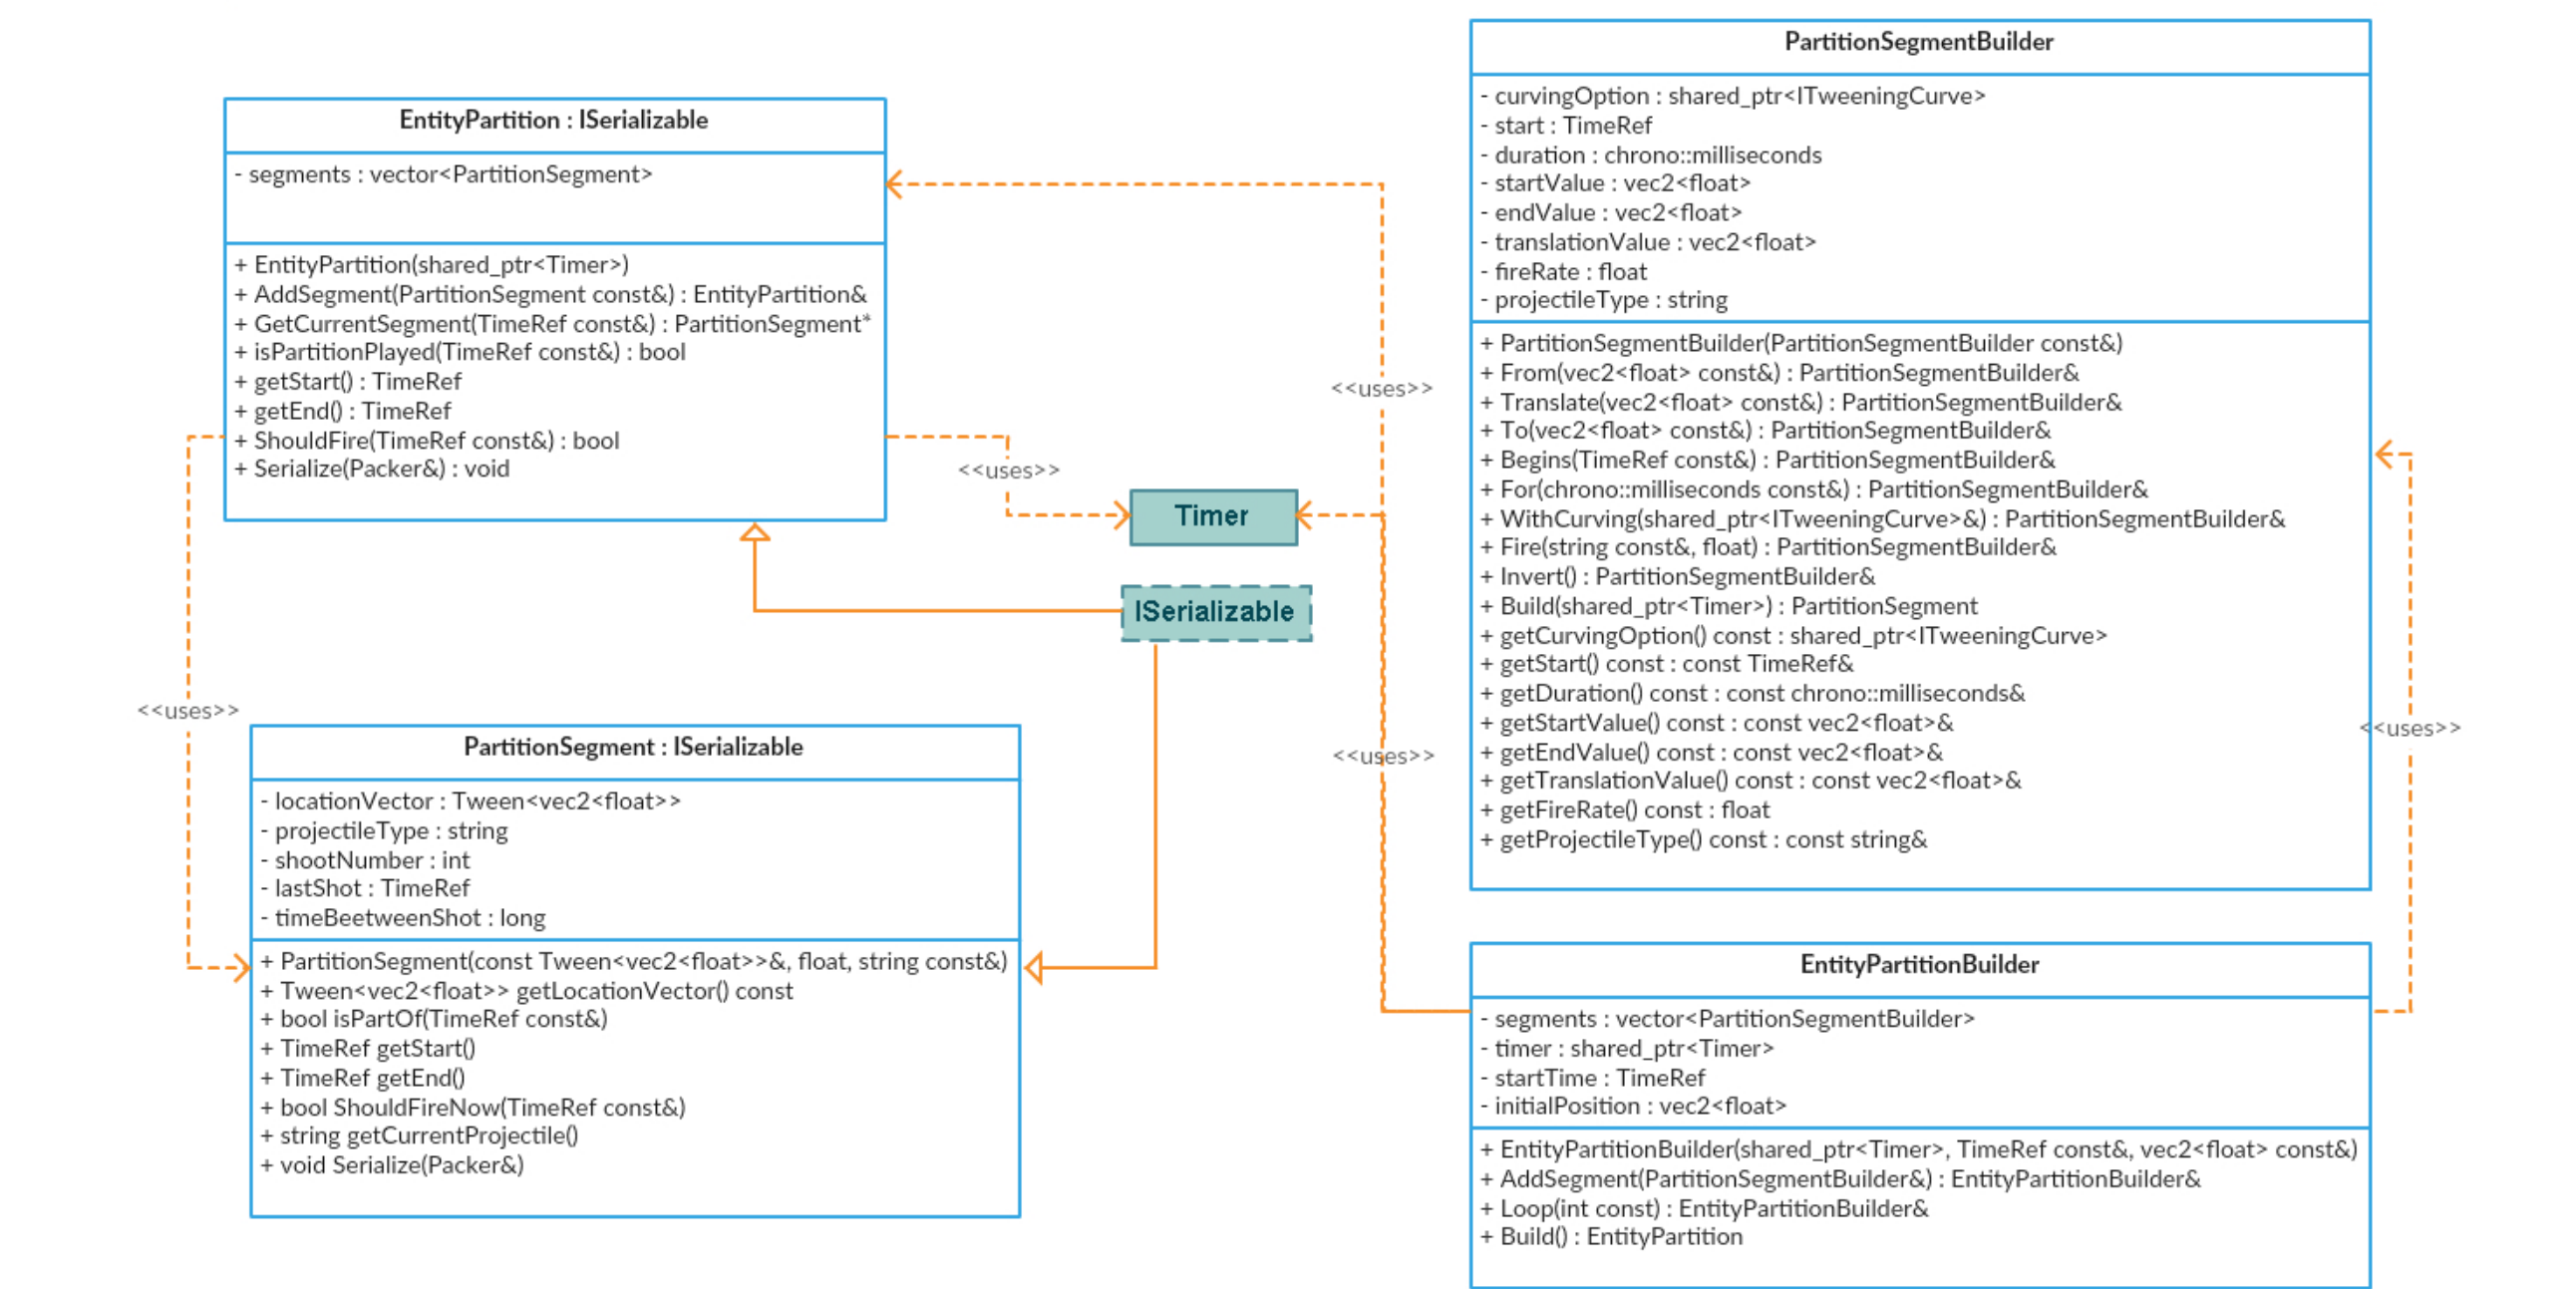 EntityPartition : ISerializable
- segments : vector<PartitionSegment>
+ EntityPartition(shared_ptr<Timer>)
+ AddSegment(PartitionSegment const&) : EntityPartition&
+ GetCurrentSegment(TimeRef const&) : PartitionSegment*
+ isPartitionPlayed(TimeRef const&) : bool
+ getStart() : TimeRef
+ getEnd() : TimeRef
+ ShouldFire(TimeRef const&) : bool
+ Serialize(Packer&) : void
<<uses>>
<<uses>>
Timer
ISerializable
<<uses>>
<<uses>>
PartitionSegment : ISerializable
- locationVector : Tween<vec2<float>>
- projectileType : string
- shootNumber : int
- lastShot : TimeRef
- timeBeetweenShot : long
+ PartitionSegment(const Tween<vec2<float>>&, float, string const&)
+ Tween<vec2<float>> getLocationVector() const
+ bool isPartOf(TimeRef const&)
+ TimeRef getStart()
+ TimeRef getEnd()
+ bool ShouldFireNow(TimeRef const&)
+ string getCurrentProjectile()
+ void Serialize(Packer&)
PartitionSegmentBuilder
- curvingOption : shared_ptr<ITweeningCurve>
- start : TimeRef
- duration : chrono::milliseconds
- startValue : vec2<float>
- endValue : vec2<float>
- translationValue : vec2<float>
- fireRate : float
- projectileType : string
+ PartitionSegmentBuilder(PartitionSegmentBuilder const&)
+ From(vec2<float> const&) : PartitionSegmentBuilder&
+ Translate(vec2<float> const&) : PartitionSegmentBuilder&
+ To(vec2<float> const&) : PartitionSegmentBuilder&
+ Begins(TimeRef const&) : PartitionSegmentBuilder&
+ For(chrono::milliseconds const&) : PartitionSegmentBuilder&
+ WithCurving(shared_ptr<ITweeningCurve>&) : PartitionSegmentBuilder&
+ Fire(string const&, float) : PartitionSegmentBuilder&
+ Invert() : PartitionSegmentBuilder&
+ Build(shared_ptr<Timer>) : PartitionSegment
+ getCurvingOption() const : shared_ptr<ITweeningCurve>
+ getStart() const : const TimeRef&
+ getDuration() const : const chrono::milliseconds&
+ getStartValue() const : const vec2<float>&
+ getEndValue() const : const vec2<float>&
+ getTranslationValue() const : const vec2<float>&
+ getFireRate() const : float
+ getProjectileType() const : const string&
<<uses>>
EntityPartitionBuilder
- segments : vector<PartitionSegmentBuilder>
- timer : shared_ptr<Timer>
- startTime : TimeRef
- initialPosition : vec2<float>
+ EntityPartitionBuilder(shared_ptr<Timer>, TimeRef const&, vec2<float> const&)
+ AddSegment(PartitionSegmentBuilder&) : EntityPartitionBuilder&
+ Loop(int const) : EntityPartitionBuilder&
+ Build() : EntityPartition